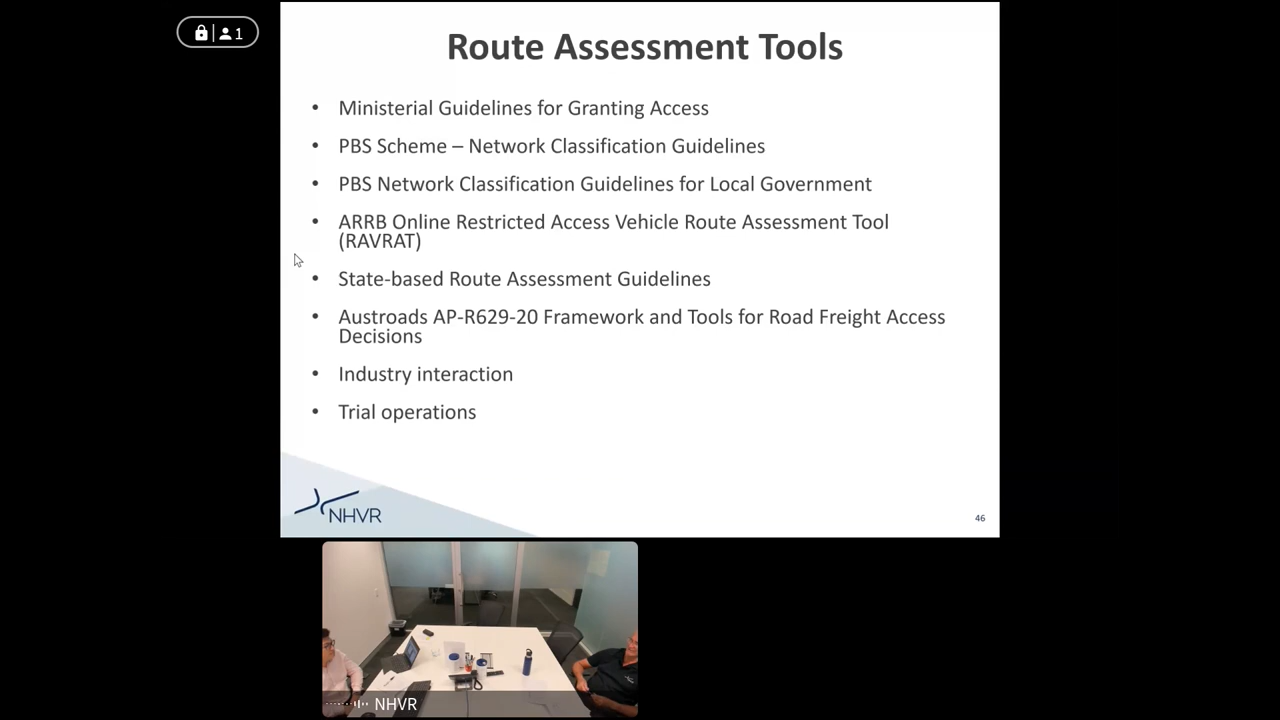 1
Route Assessment Tools
• Ministerial Guidelines for Granting Access
• PBS Scheme – Network Classification Guidelines
• PBS Network Classification Guidelines for Local Government
• ARRB Online Restricted Access Vehicle Route Assessment Tool
(RAVRAT)
• State-based Route Assessment Guidelines
• Austroads AP-R629-20 Framework and Tools for Road Freight Access
Decisions
• Industry interaction
• Trial operations
NHVR
46
NHVR